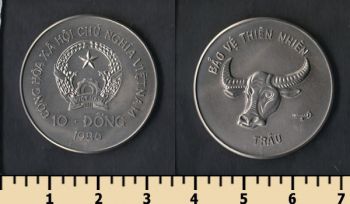 CỘNG HÒA XÃ HỘI CHỦ NGHĨA VIỆT NAM
10 ĐỒNG
1986
BẢO VỆ THIÊN NHIÊN
TRÂU
1 2 3 4 5 6 7